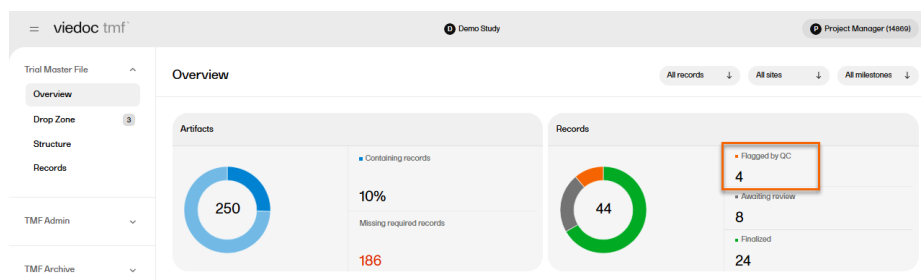 viedoc tmf
D Demo Study
P Project Manager (14869)
Trial Master File
Overview
Drop Zone 3
Structure
Records
TMF Admin
TMF Archive
Overview
All records
All sites
All milestones
Artifacts
250
Containing records
10%
Missing required records
186
Records
44
Flagged by QC
4
Awaiting review
8
Finalized
24